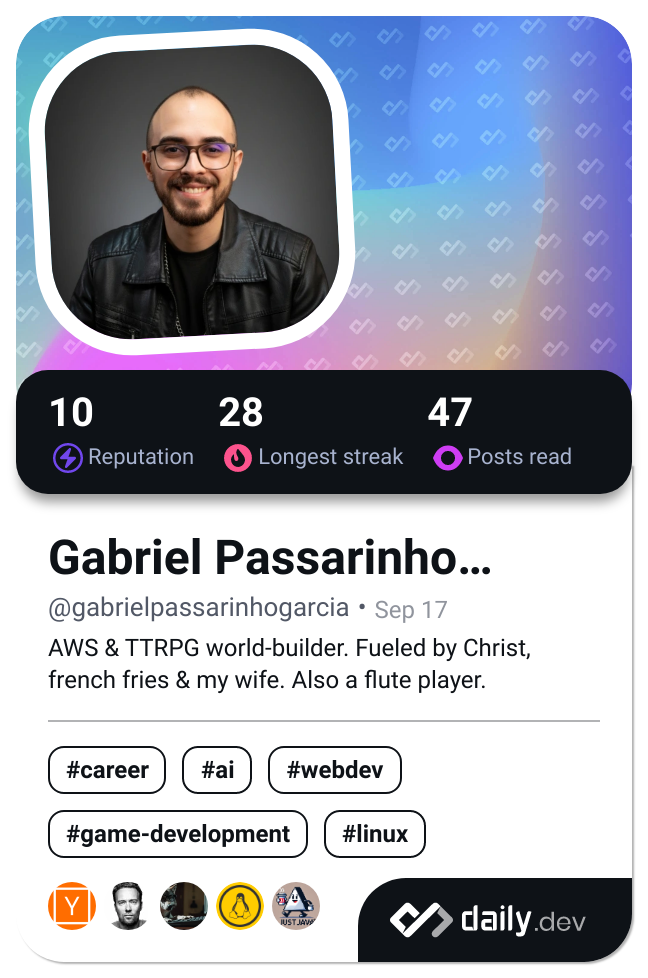 10
28
47
Reputation
Longest streak
Posts read
Gabriel Passarinho...
@gabrielpassarinhogarcia • Sep 17
AWS & TTRPG world-builder. Fueled by Christ,
french fries & my wife. Also a flute player.
#career
#ai
#webdev
#game-development
#linux
Y
JUST JAVA
daily.dev